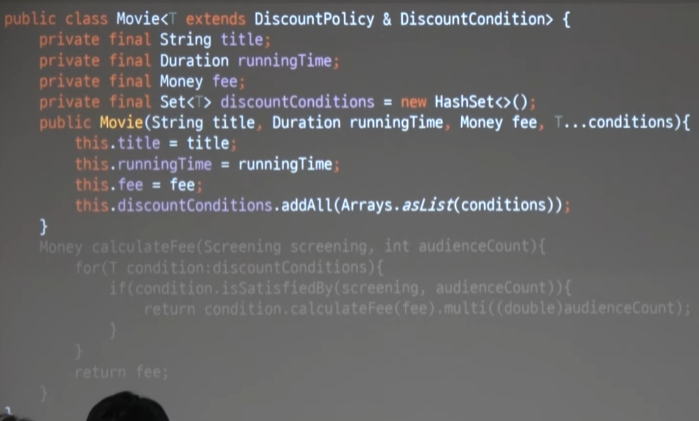 public class Movie<T extends DiscountPolicy & DiscountCondition> {
    private final String title;
    private final Duration runningTime;
    private final Money fee;
    private final Set<T> discountConditions = new HashSet<>();
    public Movie(String title, Duration runningTime, Money fee, T...conditions){
        this.title = title;
        this.runningTime = runningTime;
        this.fee = fee;
        this.discountConditions.addAll(Arrays.asList(conditions));
    }
    Money calculateFee(Screening screening, int audienceCount){
        for(T condition:discountConditions){
            if(condition.isSatisfiedBy(screening, audienceCount)){
                return condition.calculateFee(fee).multi((double)audienceCount);
            }
        }
        return fee;
    }
}